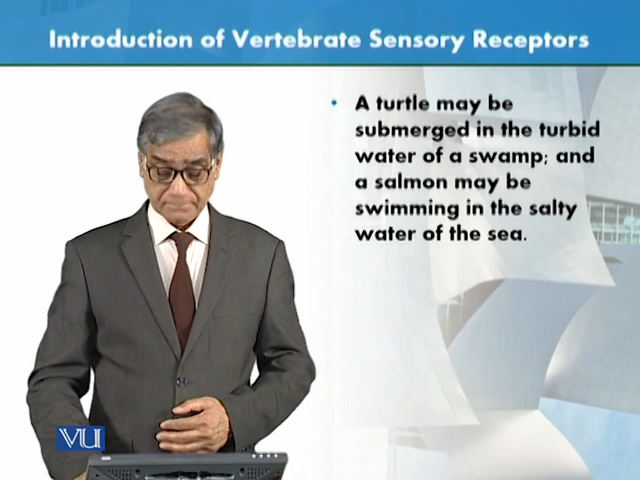 Introduction of Vertebrate Sensory Receptors
• A turtle may be
submerged in the turbid
water of a swamp; and
a salmon may be
swimming in the salty
water of the sea.
VU